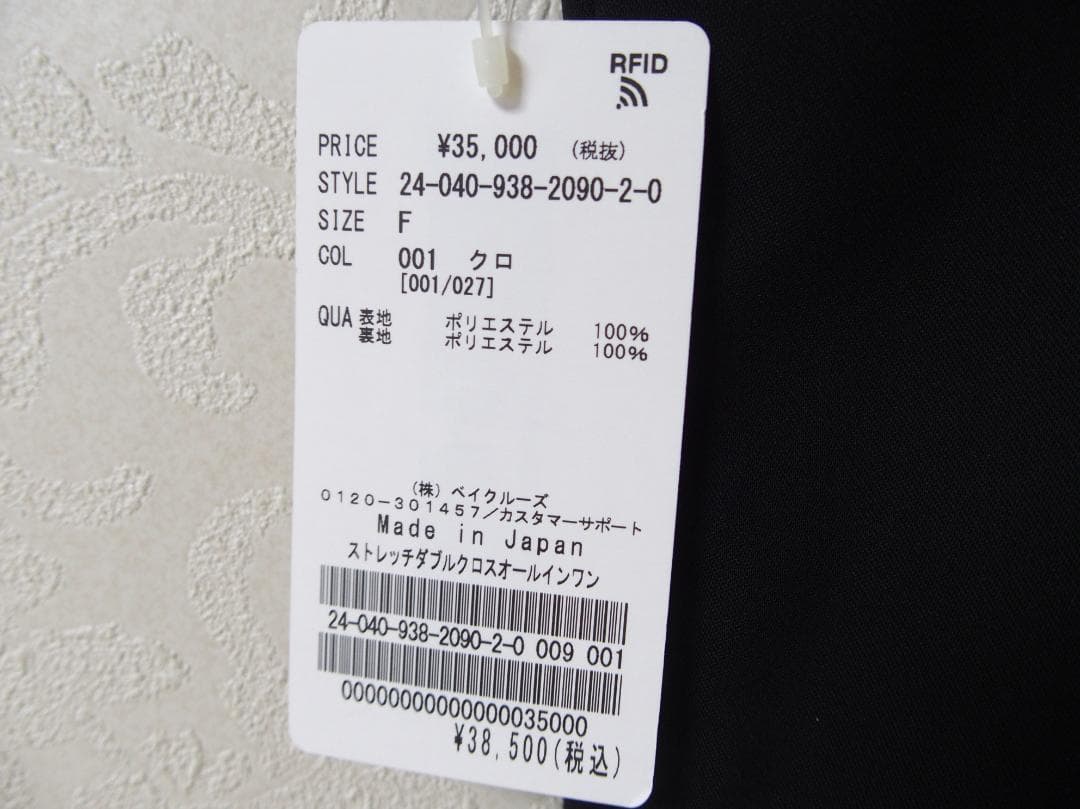 RFID
PRICE ¥35,000 (税抜)
STYLE 24-040-938-2090-2-0
SIZE F
COL 001 クロ
[001/027]
QUA 表地 ポリエステル 100%
裏地 ポリエステル 100%
(株)ベイクルーズ
0120-301457/カスタマーサポート
Made in Japan
ストレッチダブルクロスオールインワン
24-040-938-2090-2-0 009 001
00000000000000035000
¥38,500(税込)